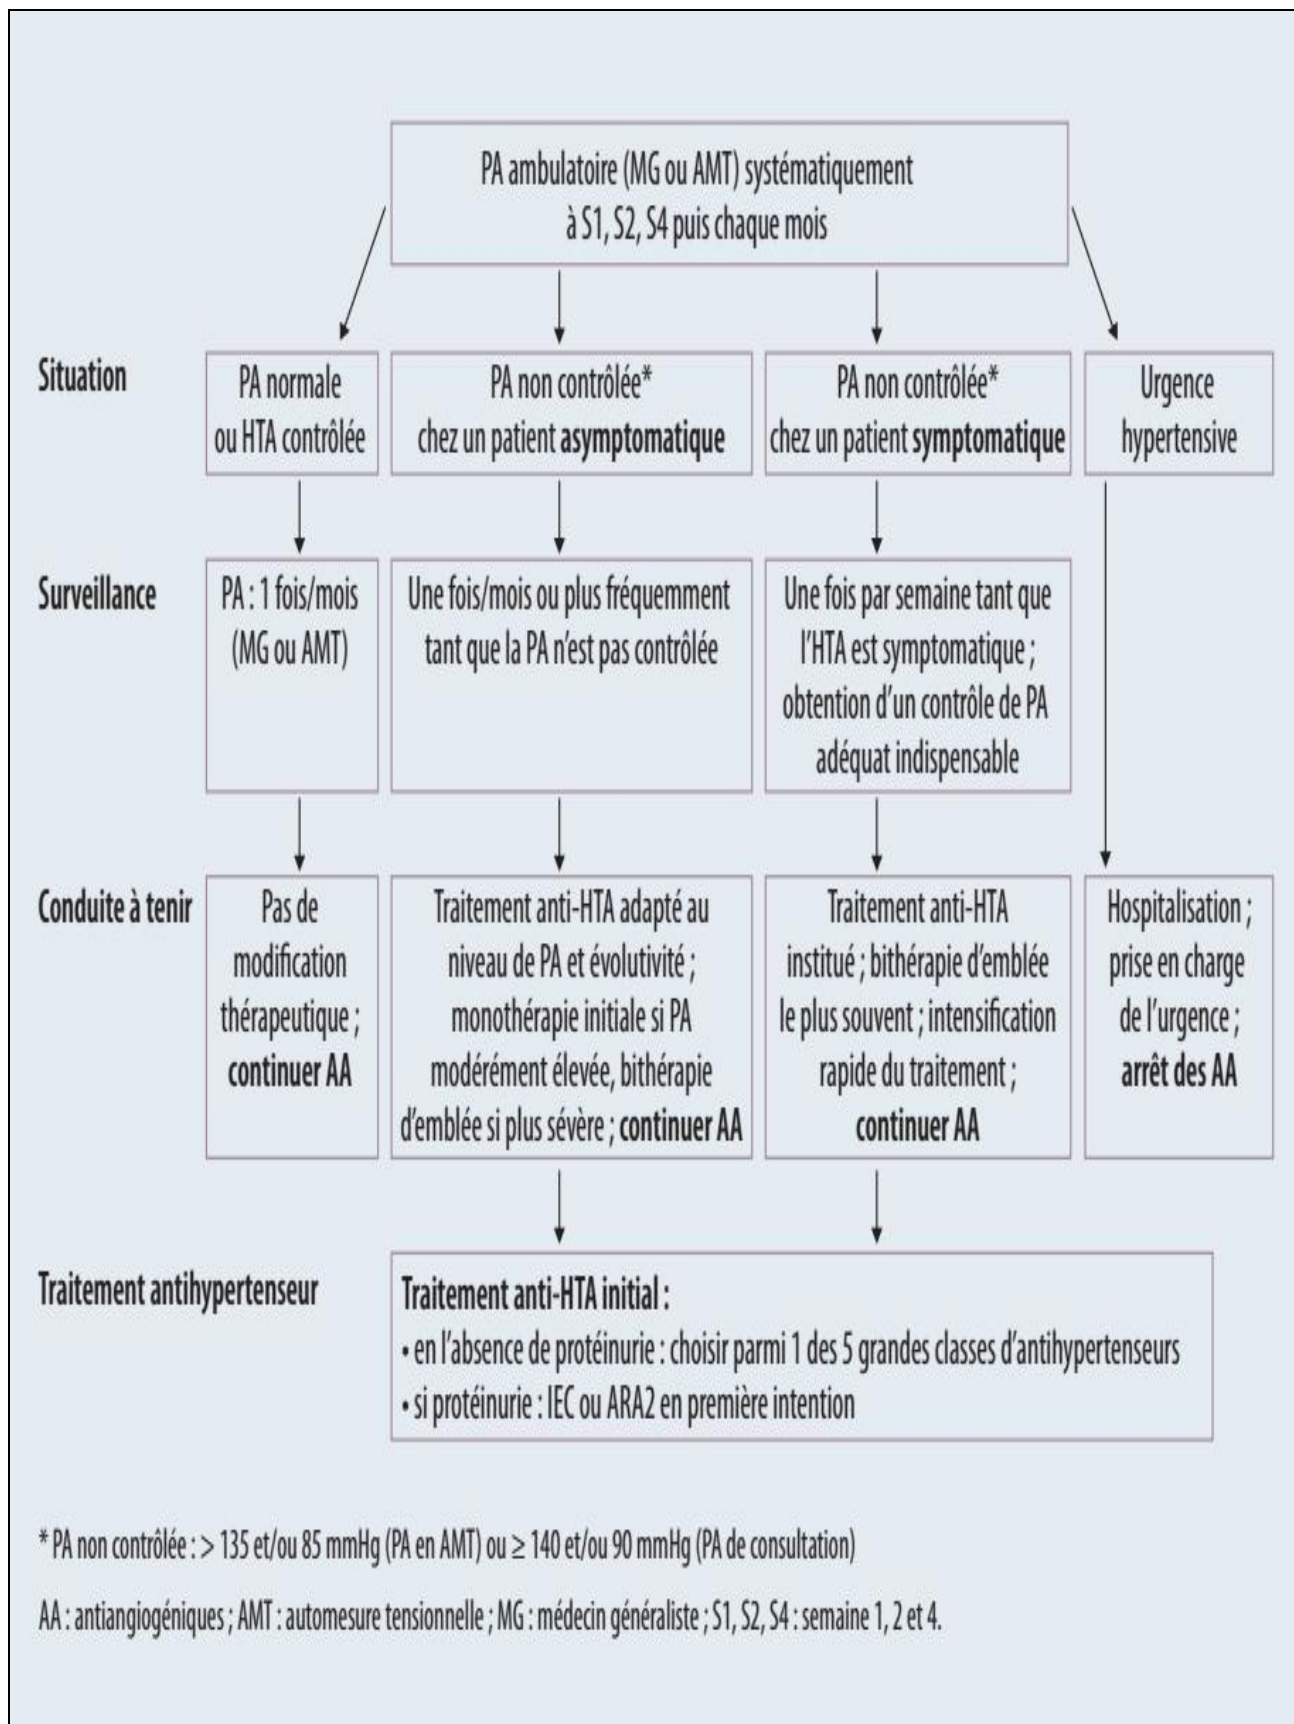 PA ambulatoire (MG ou AMT) systématiquement
à S1, S2, S4 puis chaque mois
Situation
PA normale
ou HTA contrôlée
PA non contrôlée*
chez un patient asymptomatique
PA non contrôlée*
chez un patient symptomatique
Urgence
hypertensive
Surveillance
PA : 1 fois/mois
(MG ou AMT)
Une fois/mois ou plus fréquemment
tant que la PA n’est pas contrôlée
Une fois par semaine tant que
l’HTA est symptomatique ;
obtention d’un contrôle de PA
adéquat indispensable
Conduite à tenir
Pas de
modification
thérapeutique ;
continuer AA
Traitement anti-HTA adapté au
niveau de PA et évolutivité ;
monothérapie initiale si PA
modérément élevée, bithérapie
d’emblée si plus sévère ; continuer AA
Traitement anti-HTA
institué ; bithérapie d’emblée
le plus souvent ; intensification
rapide du traitement ;
continuer AA
Hospitalisation ;
prise en charge
de l’urgence ;
arrêt des AA
Traitement antihypertenseur
Traitement anti-HTA initial :
• en l’absence de protéinurie : choisir parmi 1 des 5 grandes classes d’antihypertenseurs
• si protéinurie : IEC ou ARA2 en première intention
* PA non contrôlée : > 135 et/ou 85 mmHg (PA en AMT) ou ≥ 140 et/ou 90 mmHg (PA de consultation)
AA : antiangiogéniques ; AMT : automesure tensionnelle ; MG : médecin généraliste ; S1, S2, S4 : semaine 1, 2 et 4.